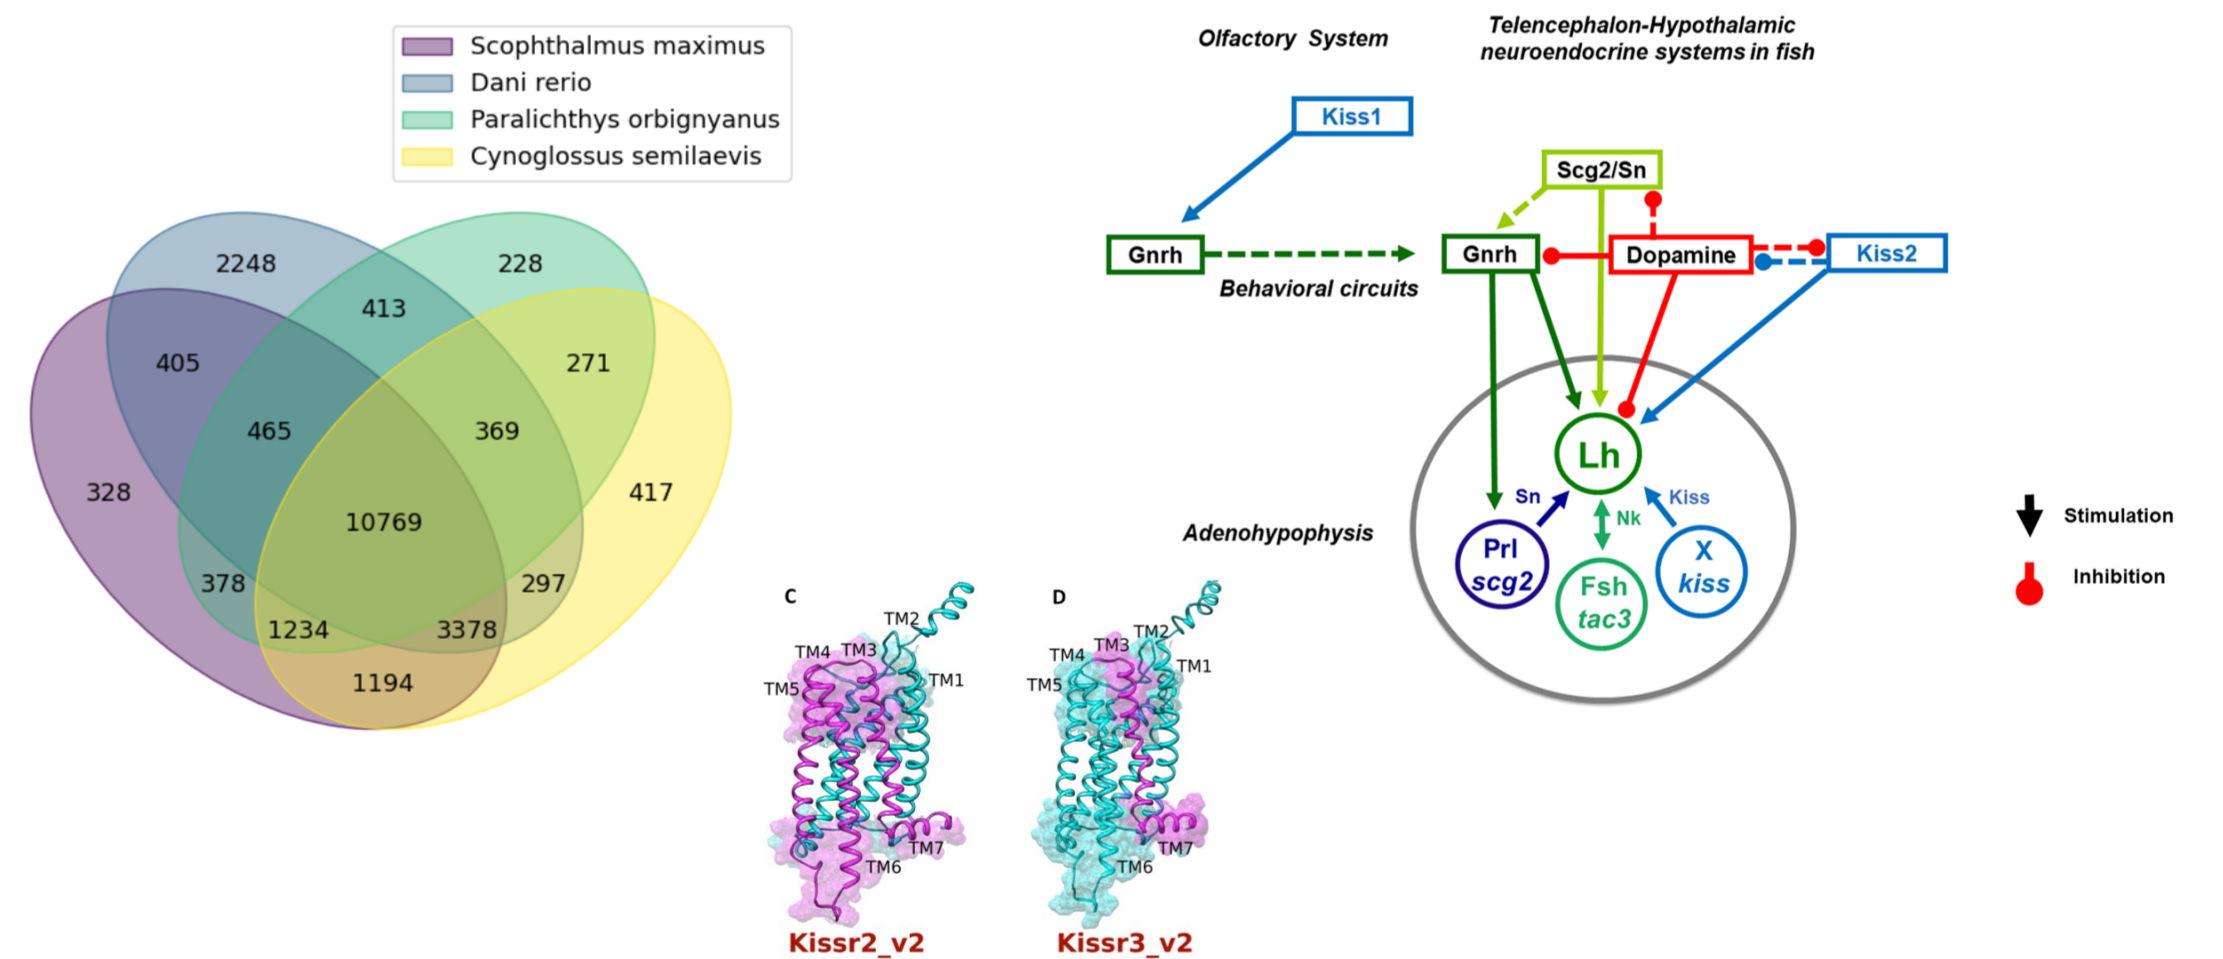 Scophthalmus maximus
Dani rerio
Paralichthys orbignyanus
Cynoglossus semilaevis
2248
228
413
405
271
465
369
328
417
10769
378
297
1234
3378
1194
C
TM2
TM4
TM3
TM5
TM1
TM7
TM6
Kissr2_v2
D
TM2
TM3
TM4
TM1
TM5
TM7
TM6
Kissr3_v2
Olfactory System
Telencephalon-Hypothalamic
neuroendocrine systems in fish
Kiss1
Scg2/Sn
Gnrh
Gnrh
Dopamine
Kiss2
Behavioral circuits
Lh
Sn
Kiss
Nk
Adenohypophysis
Prl
scg2
X
kiss
Fsh
tac3
Stimulation
Inhibition